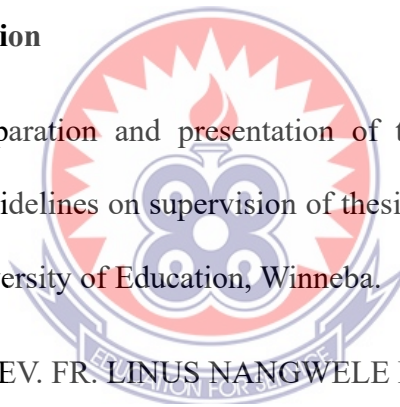 ion
paration and presentation of t
idelines on supervision of thesi
ersity of Education, Winneba.
EV. FR. LINUS NANGWELE
EDUCATION FOR SERVICE